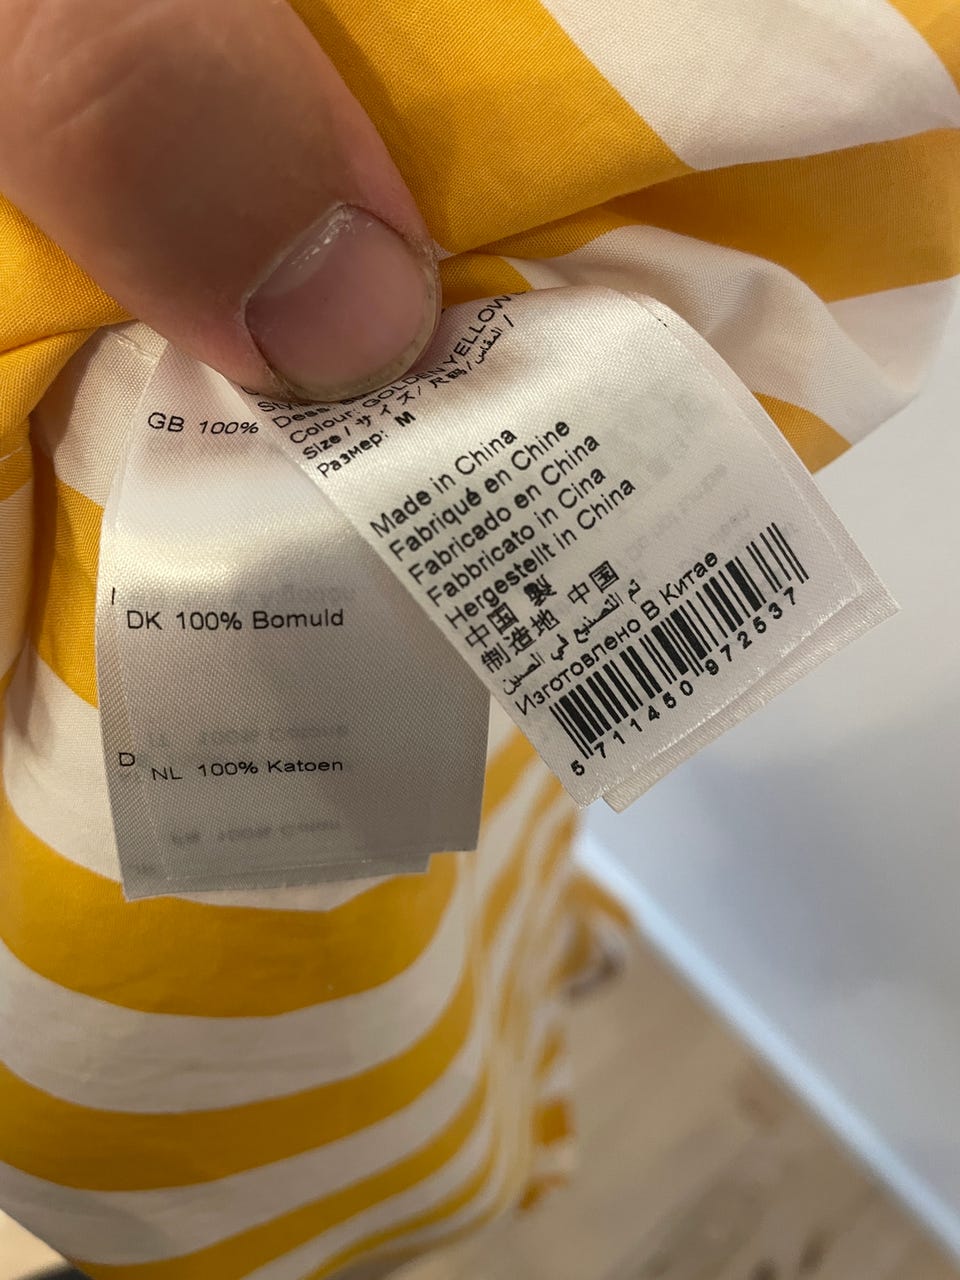 GB 100%
DK 100% Bomuld
D
NL 100% Katoen
Colour: GOLDEN YELLOW
Size / サイズ / 尺码 / المقاس /
Размер: M
Made in China
Fabriqué en Chine
Fabricado en China
Fabbricato in Cina
Hergestellt in China
中国 製
制造地 中国
تم التصنيع في الصين
Изготовлено В Китае
5 711450 972537